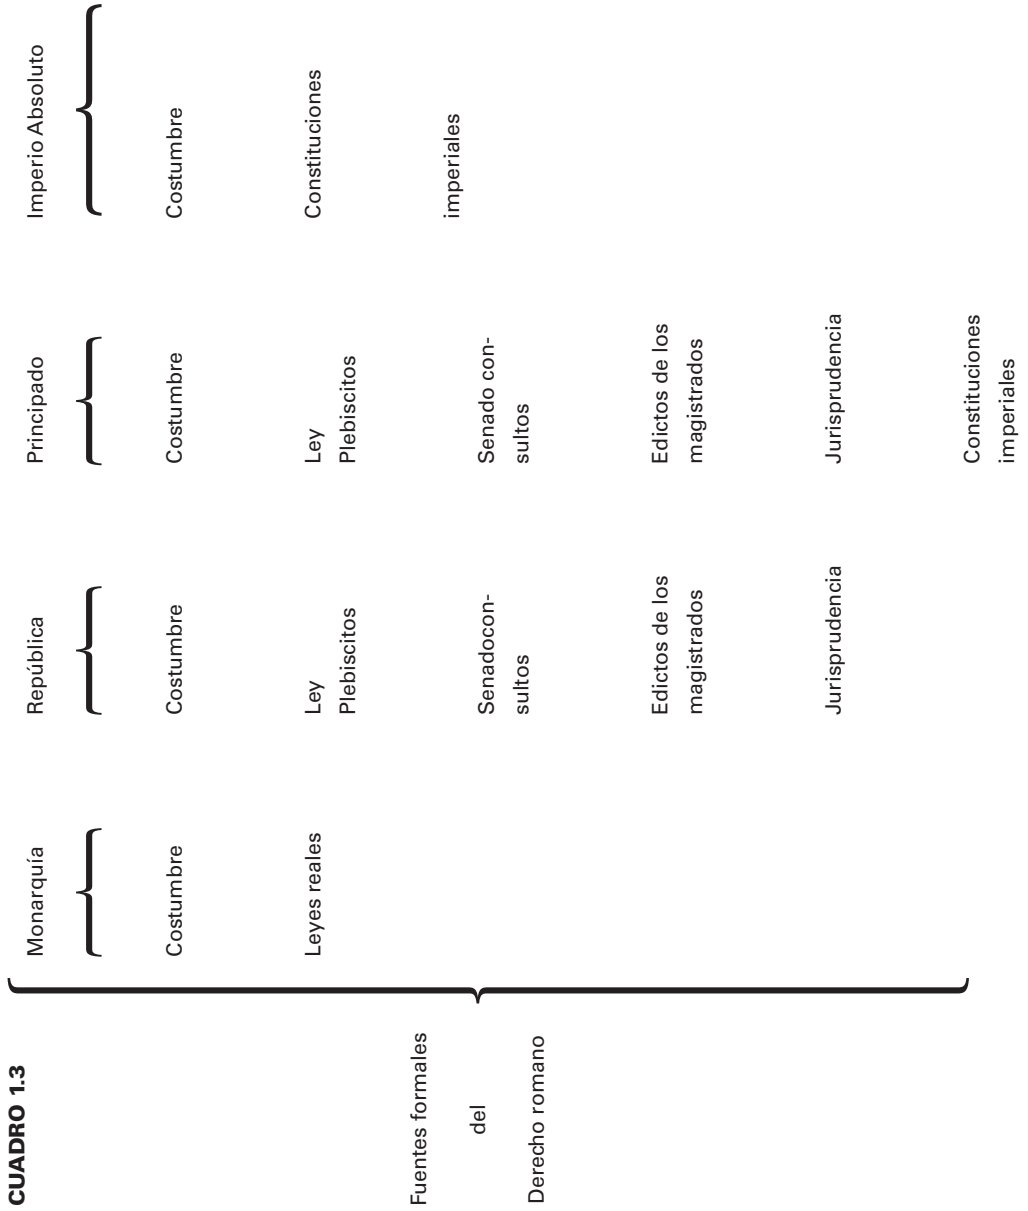 CUADRO 1.3
Fuentes formales
del
Derecho romano
Monarquía
Costumbre
Leyes reales
República
Costumbre
Ley
Plebiscitos
Senadocon-
sultos
Edictos de los
magistrados
Jurisprudencia
Principado
Costumbre
Ley
Plebiscitos
Senado con-
sultos
Edictos de los
magistrados
Jurisprudencia
Constituciones
imperiales
Imperio Absoluto
Costumbre
Constituciones
imperiales